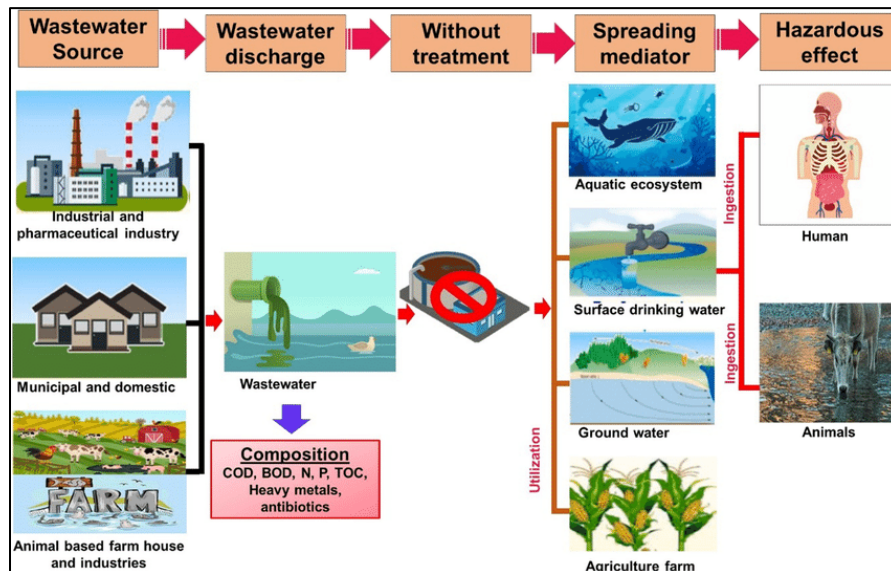 Wastewater
Source
Wastewater
discharge
Without
treatment
Spreading
mediator
Hazardous
effect
Industrial and
pharmaceutical industry
Municipal and domestic
FARM
Animal based farm house
and industries
Wastewater
Composition
COD, BOD, N, P, TOC,
Heavy metals,
antibiotics
Utilization
Aquatic ecosystem
Surface drinking water
Ground water
Agriculture farm
Ingestion
Ingestion
Human
Animals